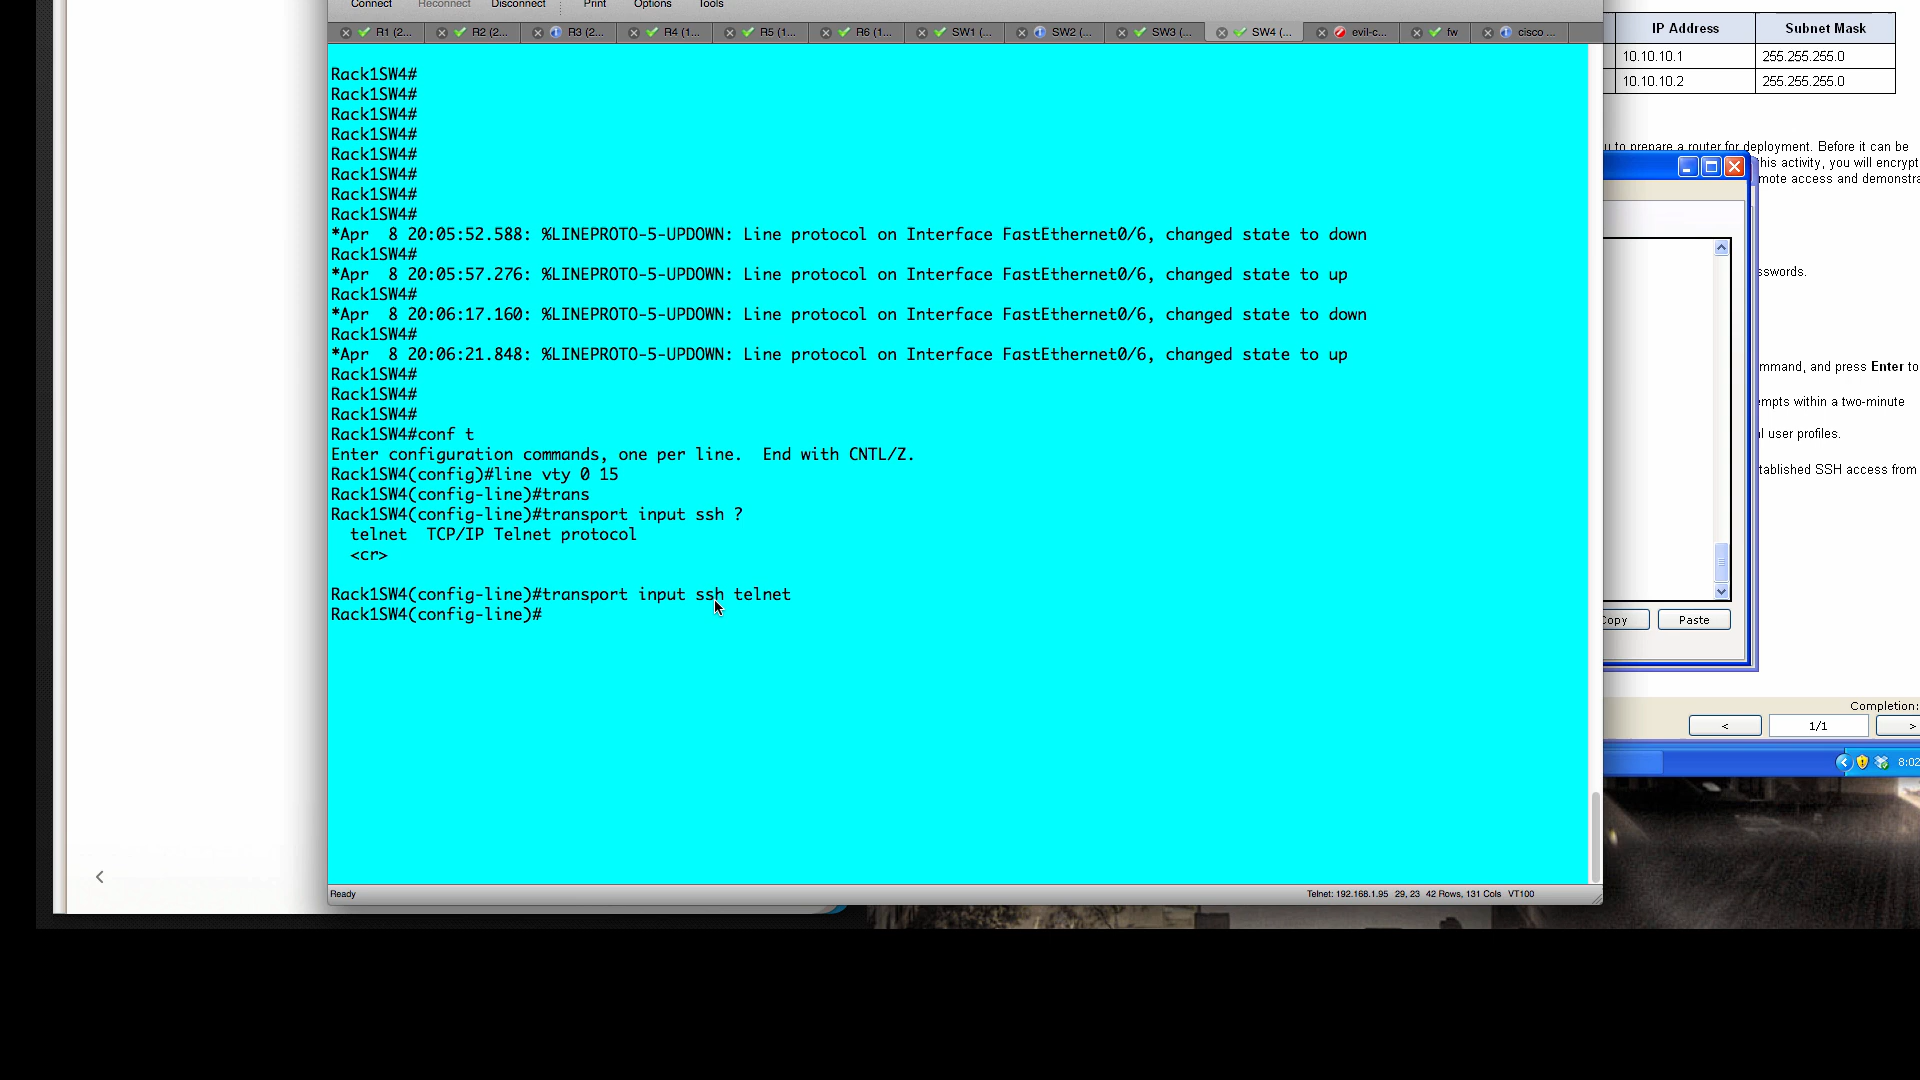 Connect Reconnect Disconnect Print Options Tools
R1 (2... R2 (2... R3 (2... R4 (1... R5 (1... R6 (1... SW1 (... SW2 (... SW3 (... SW4 (... evil-c... fw cisco ...
Rack1SW4#
Rack1SW4#
Rack1SW4#
Rack1SW4#
Rack1SW4#
Rack1SW4#
Rack1SW4#
Rack1SW4#
*Apr  8 20:05:52.588: %LINEPROTO-5-UPDOWN: Line protocol on Interface FastEthernet0/6, changed state to down
Rack1SW4#
*Apr  8 20:05:57.276: %LINEPROTO-5-UPDOWN: Line protocol on Interface FastEthernet0/6, changed state to up
Rack1SW4#
*Apr  8 20:06:17.160: %LINEPROTO-5-UPDOWN: Line protocol on Interface FastEthernet0/6, changed state to down
Rack1SW4#
*Apr  8 20:06:21.848: %LINEPROTO-5-UPDOWN: Line protocol on Interface FastEthernet0/6, changed state to up
Rack1SW4#
Rack1SW4#
Rack1SW4#
Rack1SW4#conf t
Enter configuration commands, one per line.  End with CNTL/Z.
Rack1SW4(config)#line vty 0 15
Rack1SW4(config-line)#trans
Rack1SW4(config-line)#transport input ssh ?
telnet  TCP/IP Telnet protocol
<cr>
Rack1SW4(config-line)#transport input ssh telnet
Rack1SW4(config-line)#
Ready
Telnet: 192.168.1.95  29, 23  42 Rows, 131 Cols  VT100
IP Address Subnet Mask
10.10.10.1 255.255.255.0
10.10.10.2 255.255.255.0
u to prepare a router for deployment. Before it can be
his activity, you will encrypt
mote access and demonstra
swords.
mmand, and press Enter to
empts within a two-minute
l user profiles.
tablished SSH access from
Copy Paste
Completion:
< 1/1 >
8:02